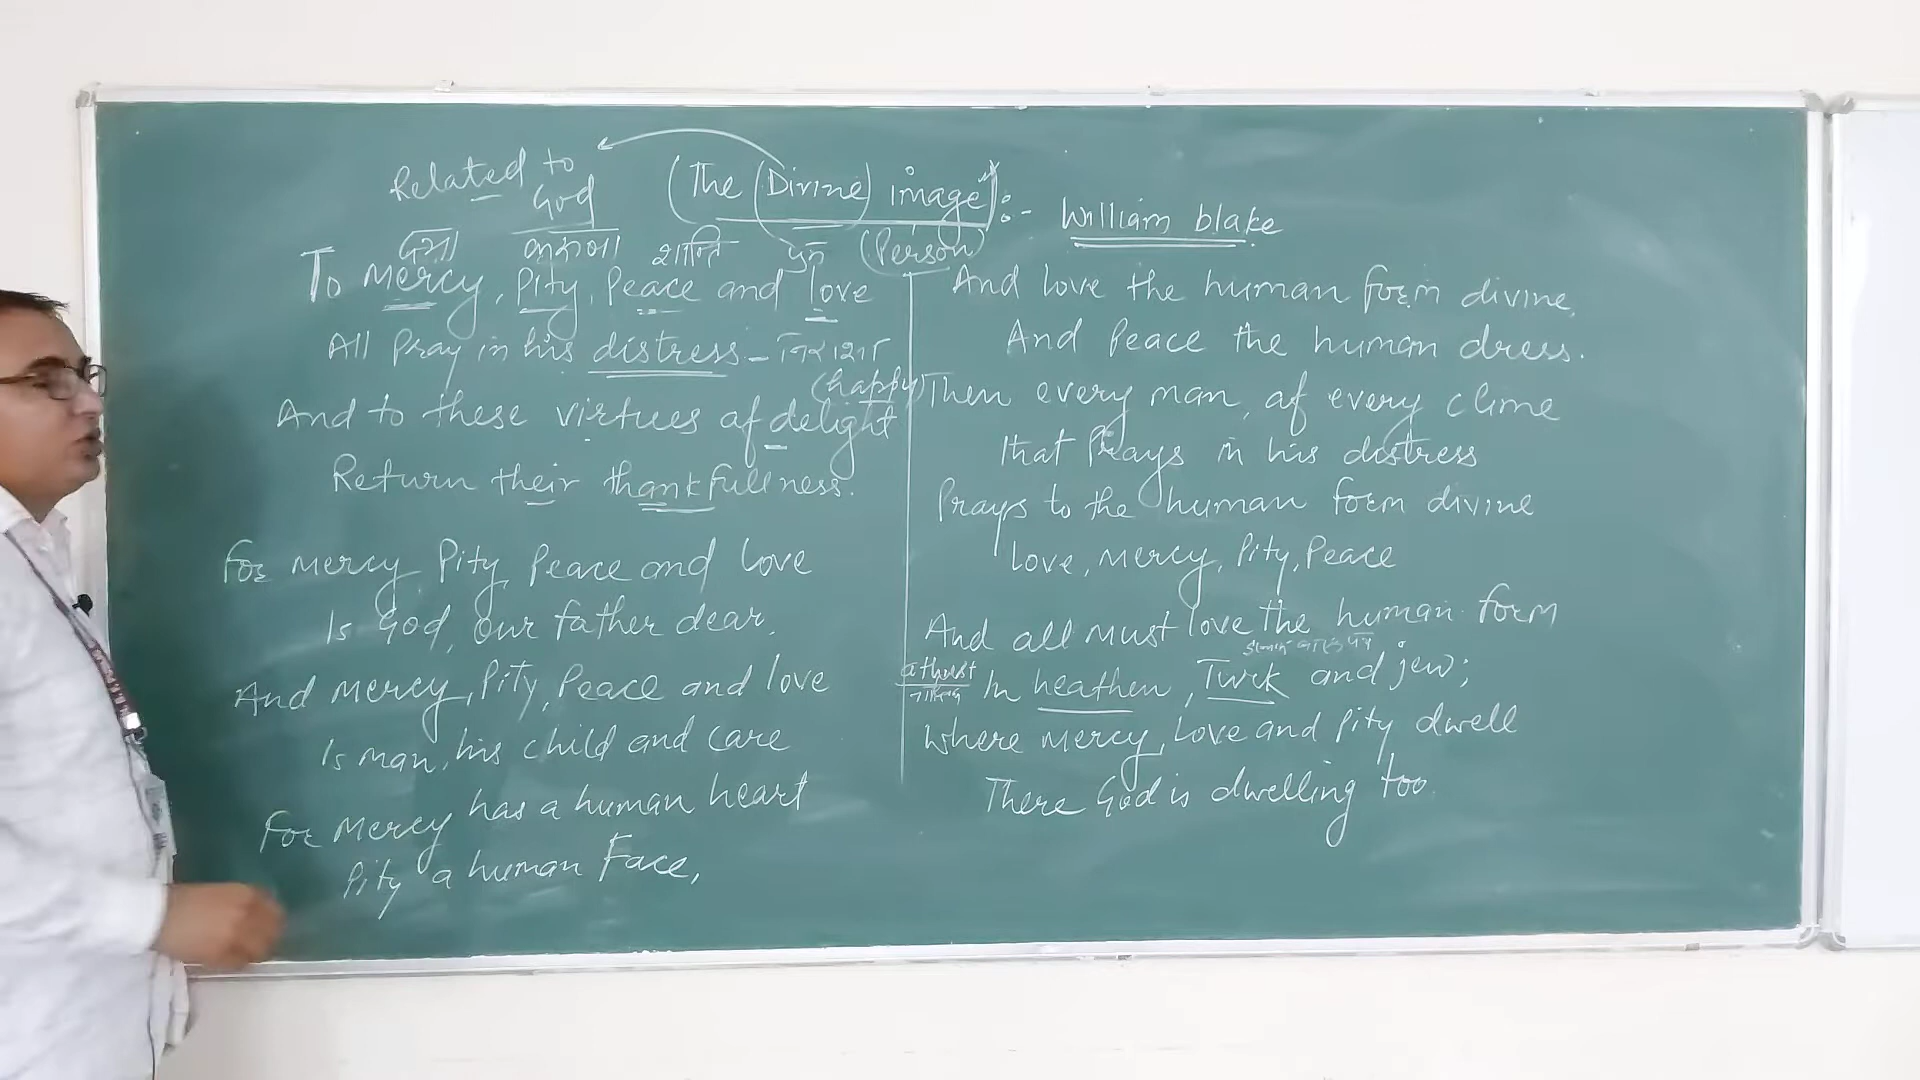 Related to
God
(The (Divine) image"):-
William blake
दया करुणा शान्ति प्रेम (Person)
To Mercy, Pity, Peace and love
All Pray in his distress - निराशा
(happy)
And to these virtues of delight
Return their thankfullness.
For Mercy Pity, Peace and Love
Is God, our father dear.
And Mercy, Pity, Peace and love
Is man, his child and care
For Mercy has a human heart
Pity a human Face,
And love the human form divine,
And Peace the human dress.
Then every man, of every clime
that Prays in his distress
Prays to the human form divine
Love, Mercy, Pity, Peace
And all must love the human form
athest
नास्तिक
In heathen, Turk and jew;
Where Mercy, Love and Pity dwell
There God is dwelling too.